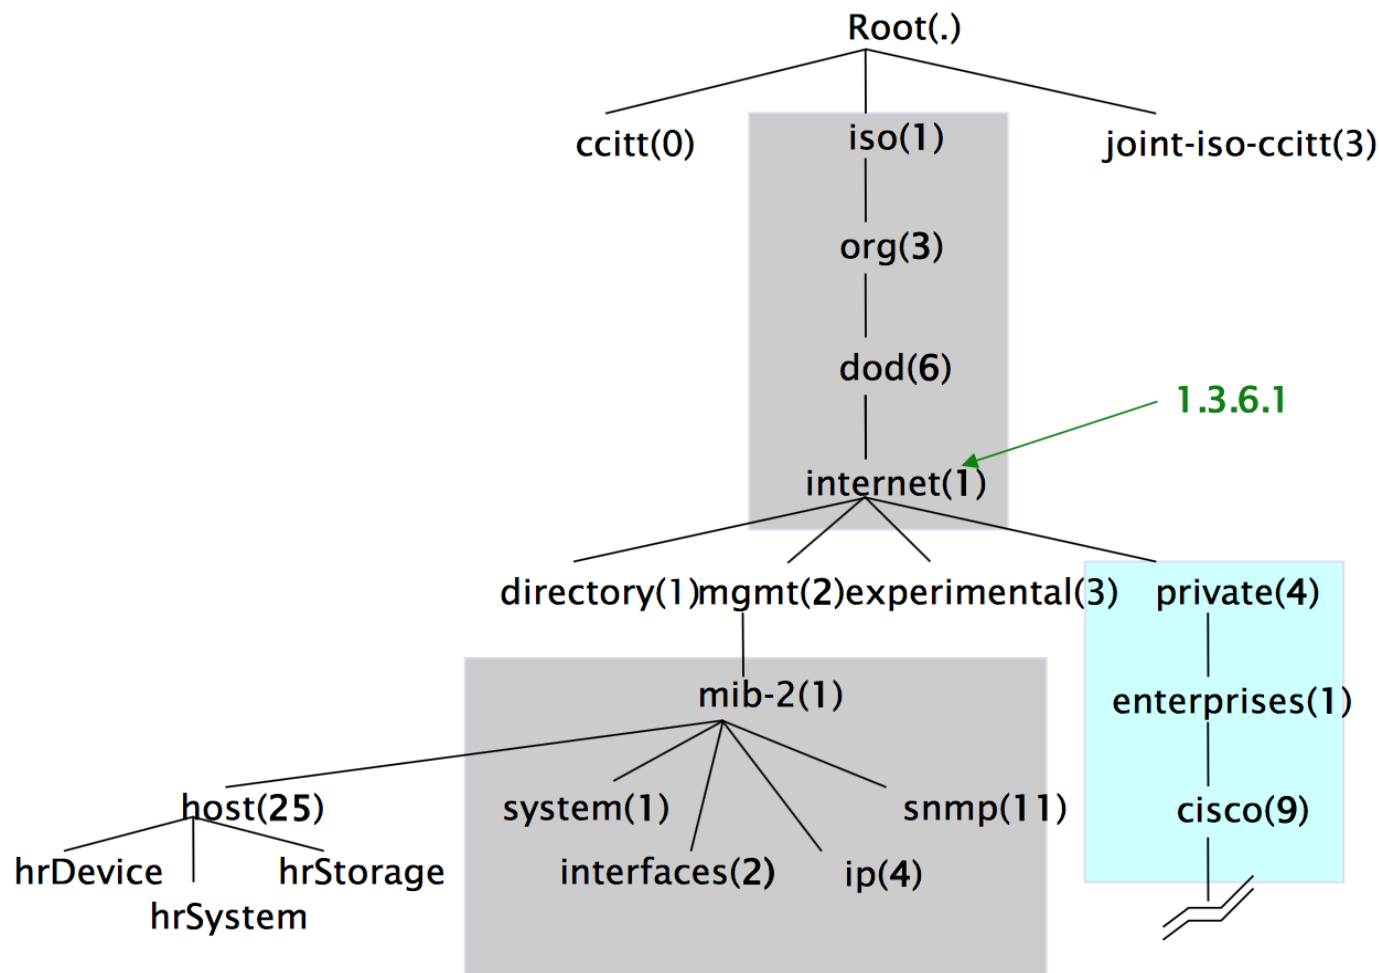 Root(.)
ccitt(0)
iso(1)
joint-iso-ccitt(3)
org(3)
dod(6)
1.3.6.1
internet(1)
directory(1)
mgmt(2)
experimental(3)
private(4)
mib-2(1)
enterprises(1)
host(25)
system(1)
snmp(11)
cisco(9)
hrDevice
hrStorage
interfaces(2)
ip(4)
hrSystem